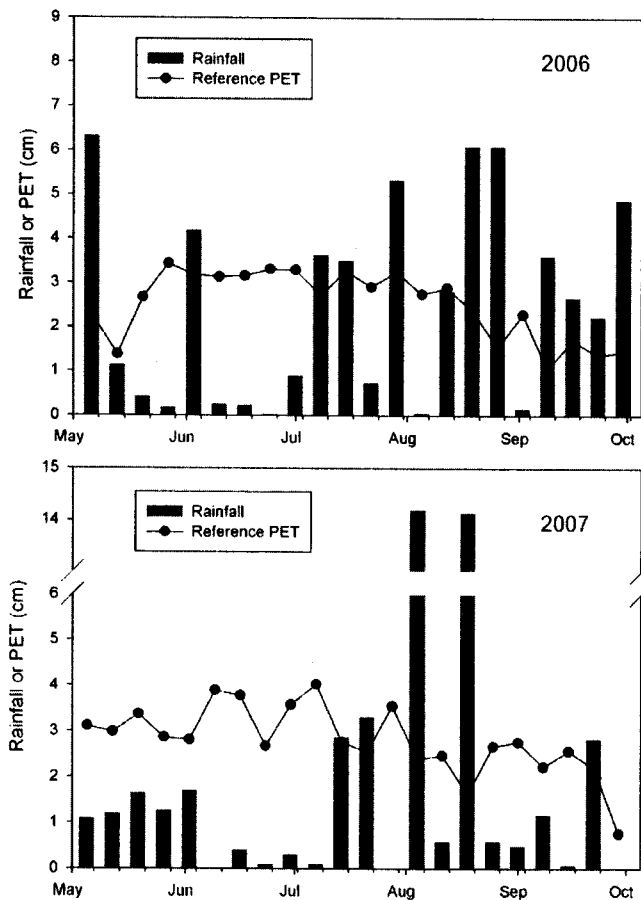 9
8
7
6
5
4
3
2
1
0
Rainfall or PET (cm)
Rainfall
Reference PET
2006
May Jun Jul Aug Sep Oct
15
14
6
5
4
3
2
1
0
Rainfall or PET (cm)
Rainfall
Reference PET
2007
May Jun Jul Aug Sep Oct